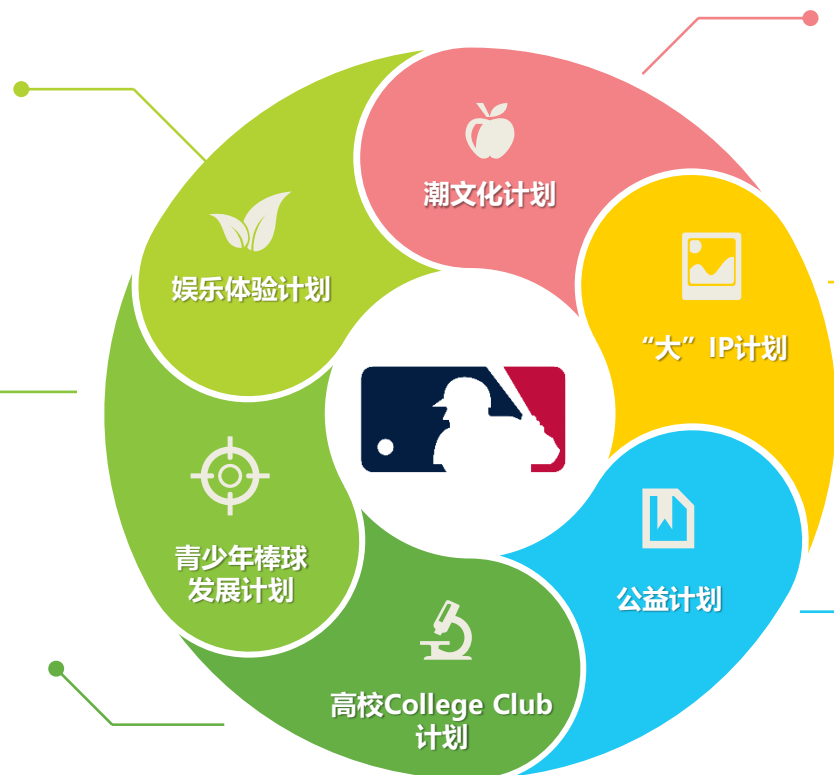 潮文化计划
“大”IP计划
公益计划
高校College Club
计划
青少年棒球
发展计划
娱乐体验计划